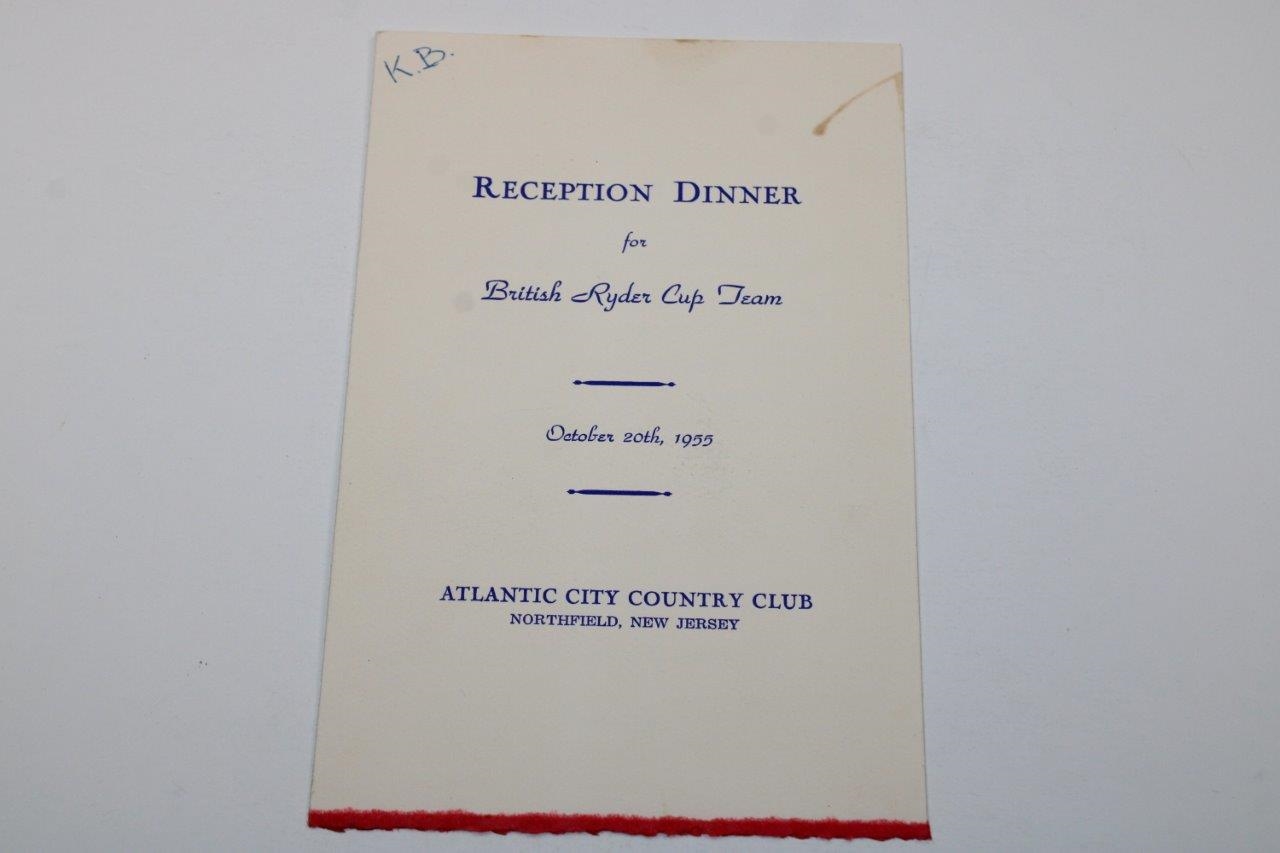 K.B.
RECEPTION DINNER
for
British Ryder Cup Team
October 20th, 1955
ATLANTIC CITY COUNTRY CLUB
NORTHFIELD, NEW JERSEY